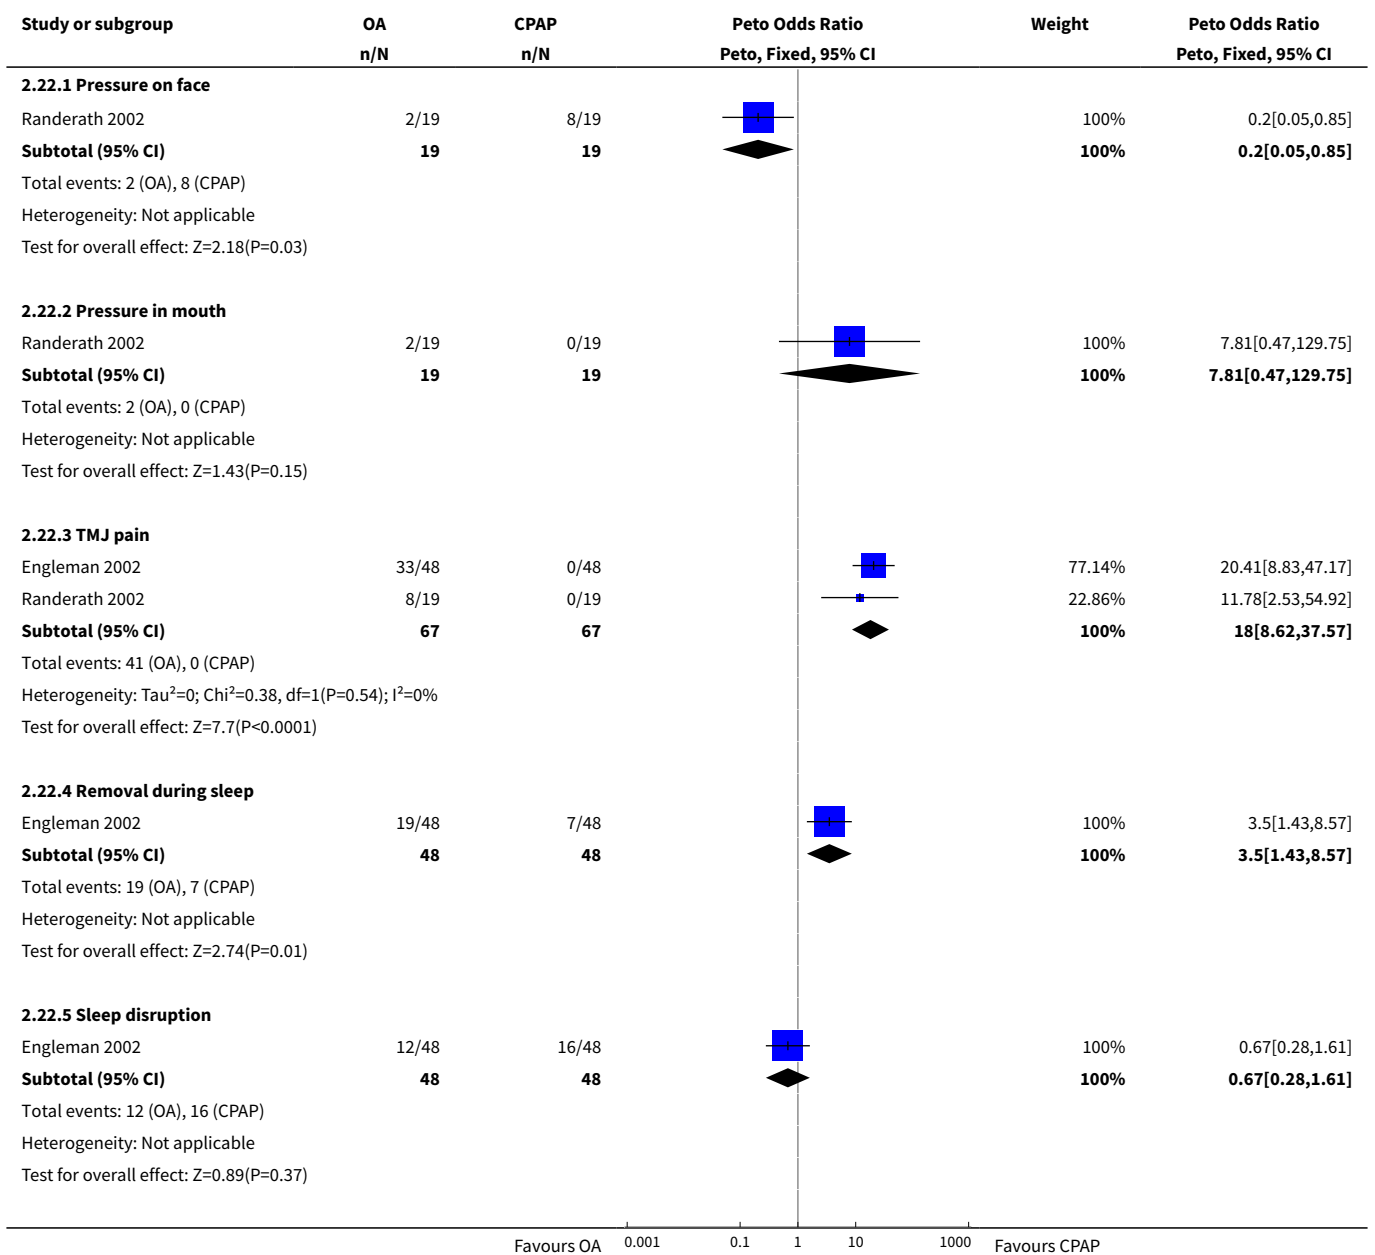 Study or subgroup OA CPAP Peto Odds Ratio Weight Peto Odds Ratio
n/N n/N Peto, Fixed, 95% CI Peto, Fixed, 95% CI
2.22.1 Pressure on face
Randerath 2002 2/19 8/19 100% 0.2[0.05,0.85]
Subtotal (95% CI) 19 19 100% 0.2[0.05,0.85]
Total events: 2 (OA), 8 (CPAP)
Heterogeneity: Not applicable
Test for overall effect: Z=2.18(P=0.03)
2.22.2 Pressure in mouth
Randerath 2002 2/19 0/19 100% 7.81[0.47,129.75]
Subtotal (95% CI) 19 19 100% 7.81[0.47,129.75]
Total events: 2 (OA), 0 (CPAP)
Heterogeneity: Not applicable
Test for overall effect: Z=1.43(P=0.15)
2.22.3 TMJ pain
Engleman 2002 33/48 0/48 77.14% 20.41[8.83,47.17]
Randerath 2002 8/19 0/19 22.86% 11.78[2.53,54.92]
Subtotal (95% CI) 67 67 100% 18[8.62,37.57]
Total events: 41 (OA), 0 (CPAP)
Heterogeneity: Tau²=0; Chi²=0.38, df=1(P=0.54); I²=0%
Test for overall effect: Z=7.7(P<0.0001)
2.22.4 Removal during sleep
Engleman 2002 19/48 7/48 100% 3.5[1.43,8.57]
Subtotal (95% CI) 48 48 100% 3.5[1.43,8.57]
Total events: 19 (OA), 7 (CPAP)
Heterogeneity: Not applicable
Test for overall effect: Z=2.74(P=0.01)
2.22.5 Sleep disruption
Engleman 2002 12/48 16/48 100% 0.67[0.28,1.61]
Subtotal (95% CI) 48 48 100% 0.67[0.28,1.61]
Total events: 12 (OA), 16 (CPAP)
Heterogeneity: Not applicable
Test for overall effect: Z=0.89(P=0.37)
Favours OA 0.001 0.1 1 10 1000 Favours CPAP